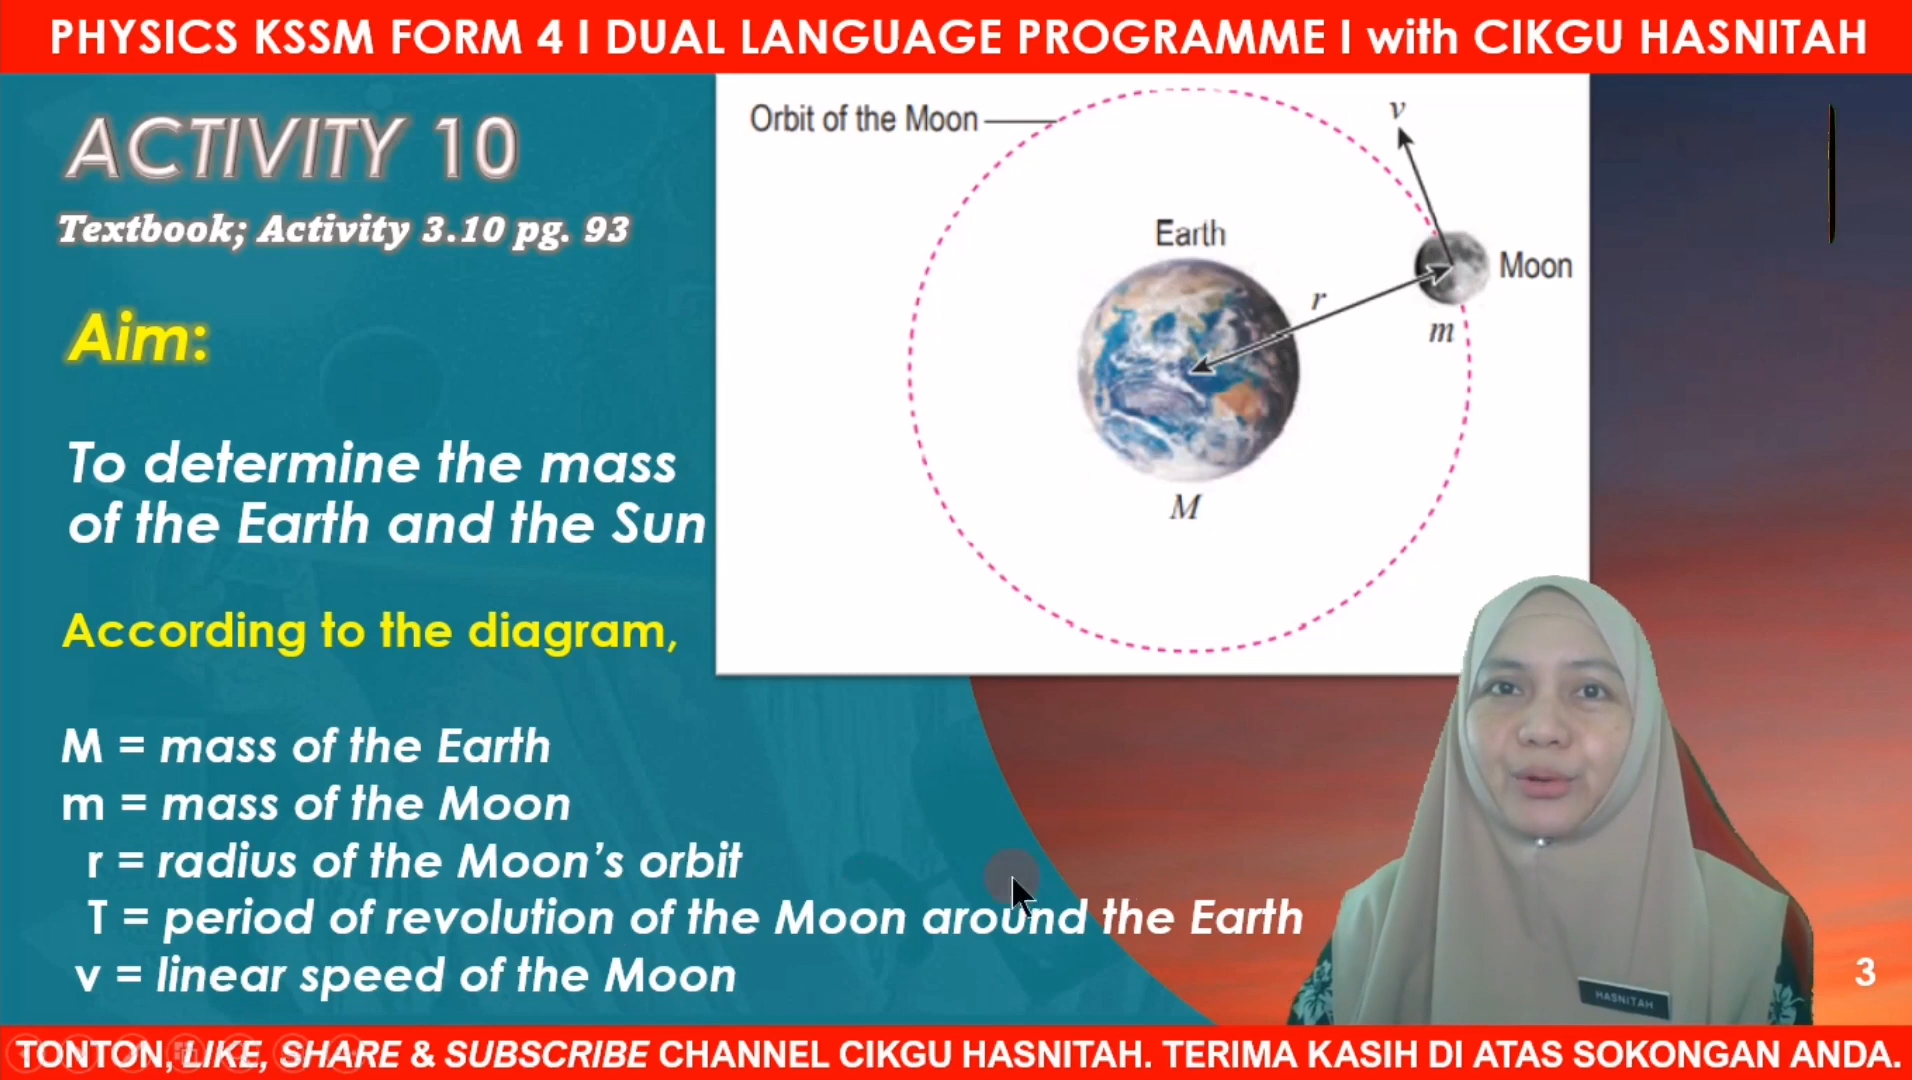 PHYSICS KSSM FORM 4 I DUAL LANGUAGE PROGRAMME I with CIKGU HASNITAH
ACTIVITY 10
Textbook; Activity 3.10 pg. 93
Aim:
To determine the mass
of the Earth and the Sun
According to the diagram,
M = mass of the Earth
m = mass of the Moon
r = radius of the Moon's orbit
T = period of revolution of the Moon around the Earth
v = linear speed of the Moon
Orbit of the Moon
v
Earth
r
Moon
m
M
HASNITAH
3
TONTON, LIKE, SHARE & SUBSCRIBE CHANNEL CIKGU HASNITAH. TERIMA KASIH DI ATAS SOKONGAN ANDA.